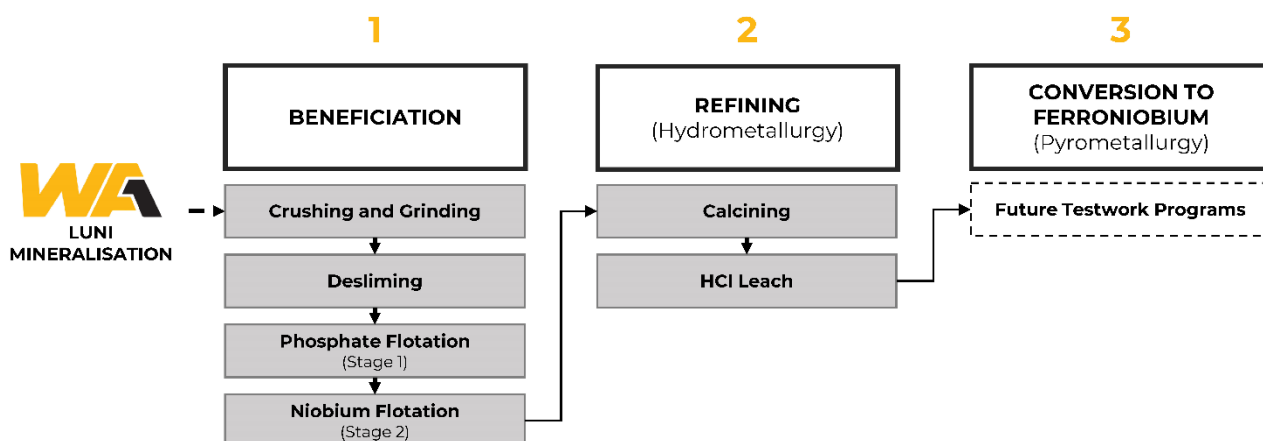 1
BENEFICIATION
WA
LUNI
MINERALISATION
Crushing and Grinding
Desliming
Phosphate Flotation
(Stage 1)
Niobium Flotation
(Stage 2)
2
REFINING
(Hydrometallurgy)
Calcining
HCl Leach
3
CONVERSION TO
FERRONIOBIUM
(Pyrometallurgy)
Future Testwork Programs